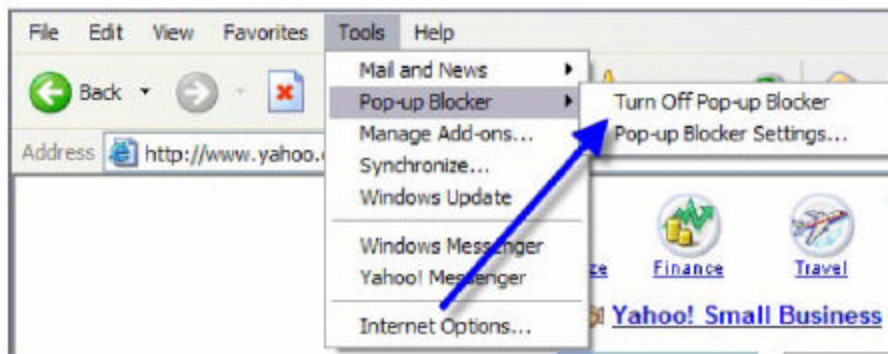 File Edit View Favorites Tools Help
Back
Mail and News
Pop-up Blocker
Turn Off Pop-up Blocker
Manage Add-ons...
Pop-up Blocker Settings...
Address http://www.yahoo.
Synchronize...
Windows Update
Windows Messenger
Yahoo! Messenger
Finance Travel
Internet Options...
Yahoo! Small Business